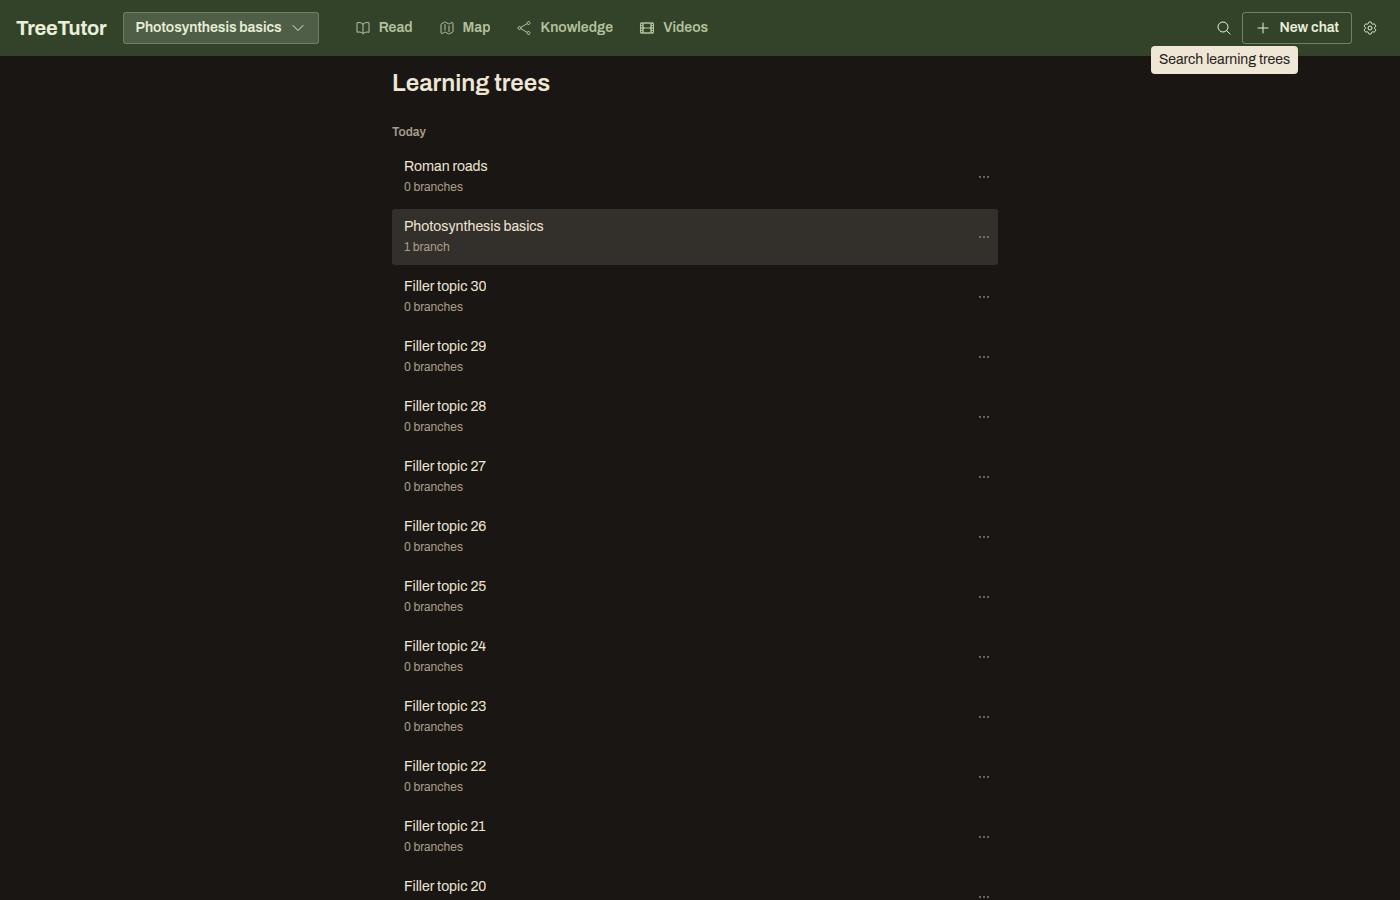 TreeTutor
Photosynthesis basics
Read
Map
Knowledge
Videos
New chat
Search learning trees
Learning trees
Today
Roman roads
0 branches
Photosynthesis basics
1 branch
Filler topic 30
0 branches
Filler topic 29
0 branches
Filler topic 28
0 branches
Filler topic 27
0 branches
Filler topic 26
0 branches
Filler topic 25
0 branches
Filler topic 24
0 branches
Filler topic 23
0 branches
Filler topic 22
0 branches
Filler topic 21
0 branches
Filler topic 20